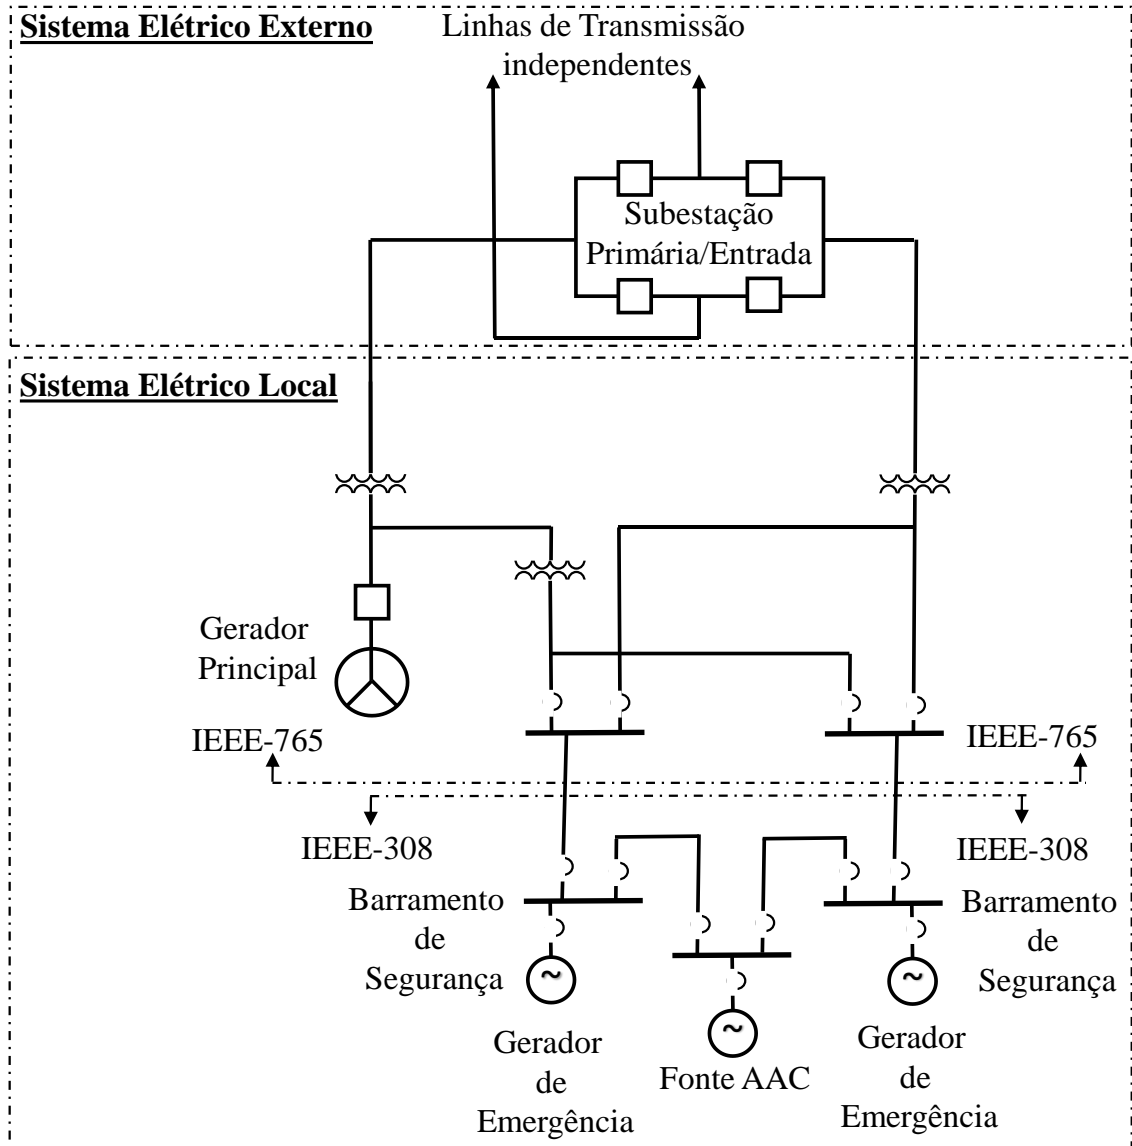 Sistema Elétrico Externo
Linhas de Transmissão
independentes
Subestação
Primária/Entrada
Sistema Elétrico Local
Gerador
Principal
IEEE-765
IEEE-765
IEEE-308
IEEE-308
Barramento
de
Segurança
Barramento
de
Segurança
~
~
~
Gerador
de
Emergência
Fonte AAC
Gerador
de
Emergência